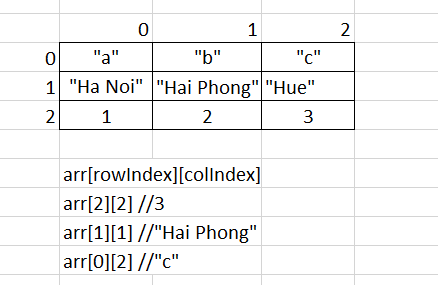 0 1 2
0 "a" "b" "c"
1 "Ha Noi" "Hai Phong" "Hue"
2 1 2 3
arr[rowIndex][colIndex]
arr[2][2] //3
arr[1][1] //"Hai Phong"
arr[0][2] //"c"